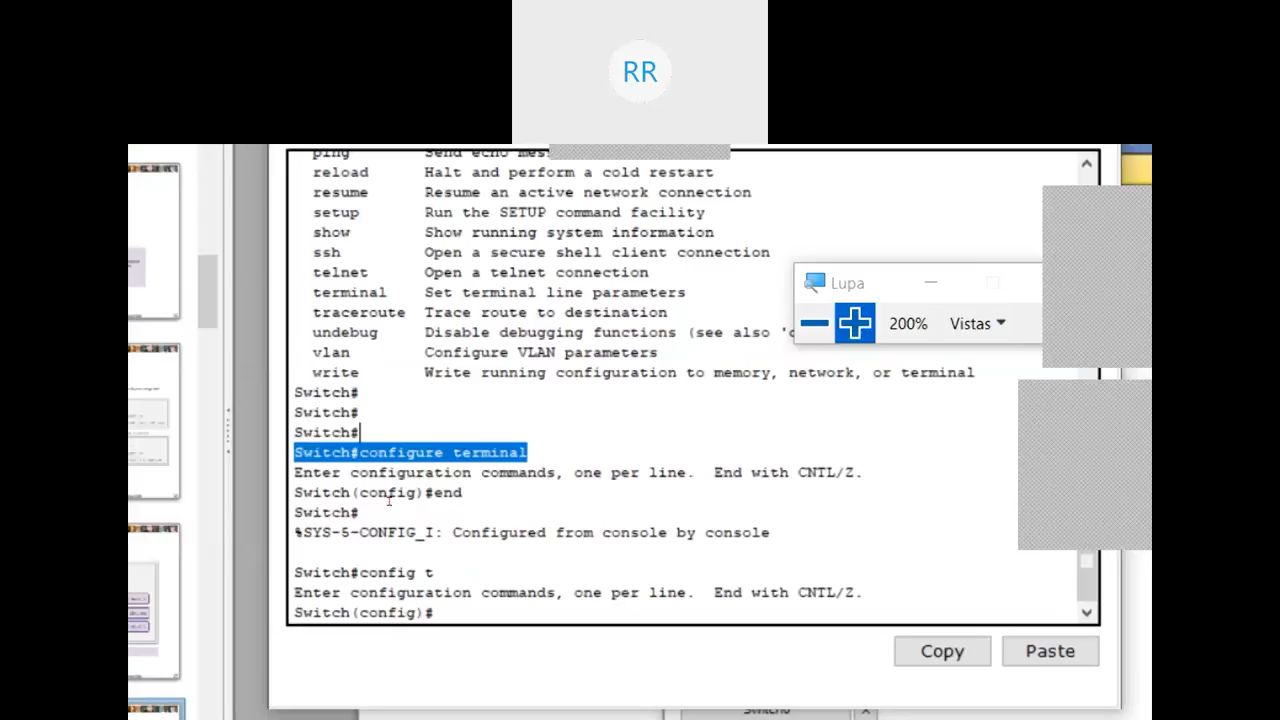 RR
ping Send echo mes
reload Halt and perform a cold restart
resume Resume an active network connection
setup Run the SETUP command facility
show Show running system information
ssh Open a secure shell client connection
telnet Open a telnet connection
terminal Set terminal line parameters
traceroute Trace route to destination
undebug Disable debugging functions (see also '
vlan Configure VLAN parameters
write Write running configuration to memory, network, or terminal
Lupa
200% Vistas
Switch#
Switch#
Switch#
Switch#configure terminal
Enter configuration commands, one per line. End with CNTL/Z.
Switch(config)#end
Switch#
%SYS-5-CONFIG_I: Configured from console by console
Switch#config t
Enter configuration commands, one per line. End with CNTL/Z.
Switch(config)#
Copy Paste